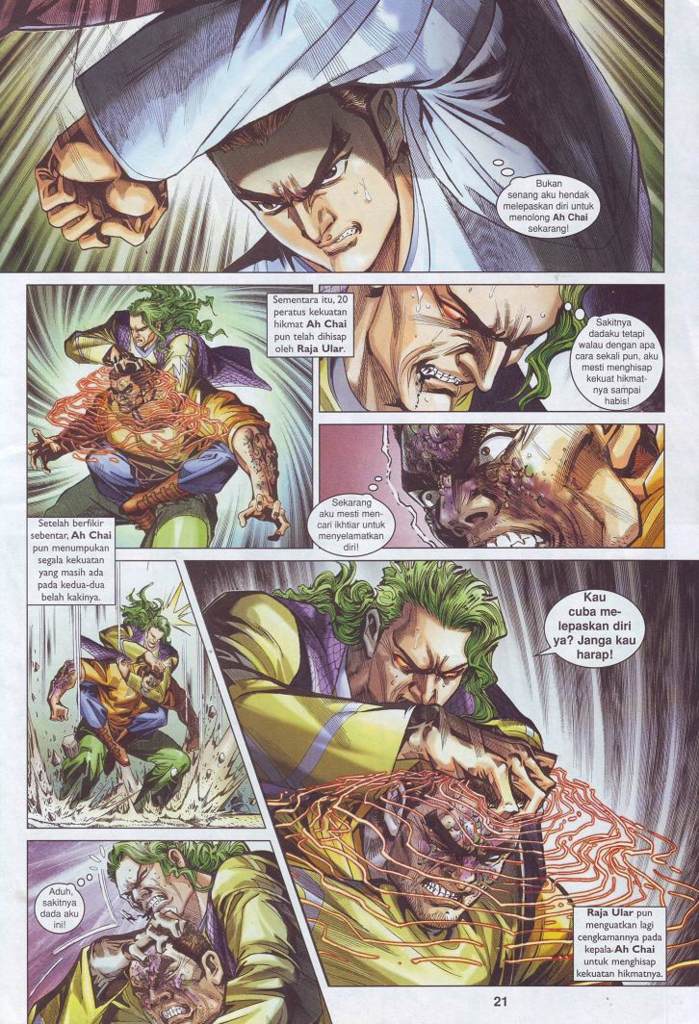 Bukan
senang aku hendak
melepaskan diri untuk
menolong Ah Chai
sekarang!
Sementara itu, 20
peratus kekuatan
hikmat Ah Chai
pun telah dihisap
oleh Raja Ular.
Sakitnya
dadaku tetapi
walau dengan apa
cara sekali pun, aku
mesti menghisap
kekuat hikmat-
nya sampai
habis!
Sekarang
aku mesti men-
cari ikhtiar untuk
menyelamatkan
diri!
Setelah berfikir
sebentar, Ah Chai
pun menumpukan
segala kekuatan
yang masih ada
pada kedua-dua
belah kakinya.
Kau
cuba me-
lepaskan diri
ya? Janga kau
harap!
Aduh,
sakitnya
dada aku
ini!
Raja Ular pun
menguatkan lagi
cengkamannya pada
kepala Ah Chai
untuk menghisap
kekuatan hikmatnya.
21